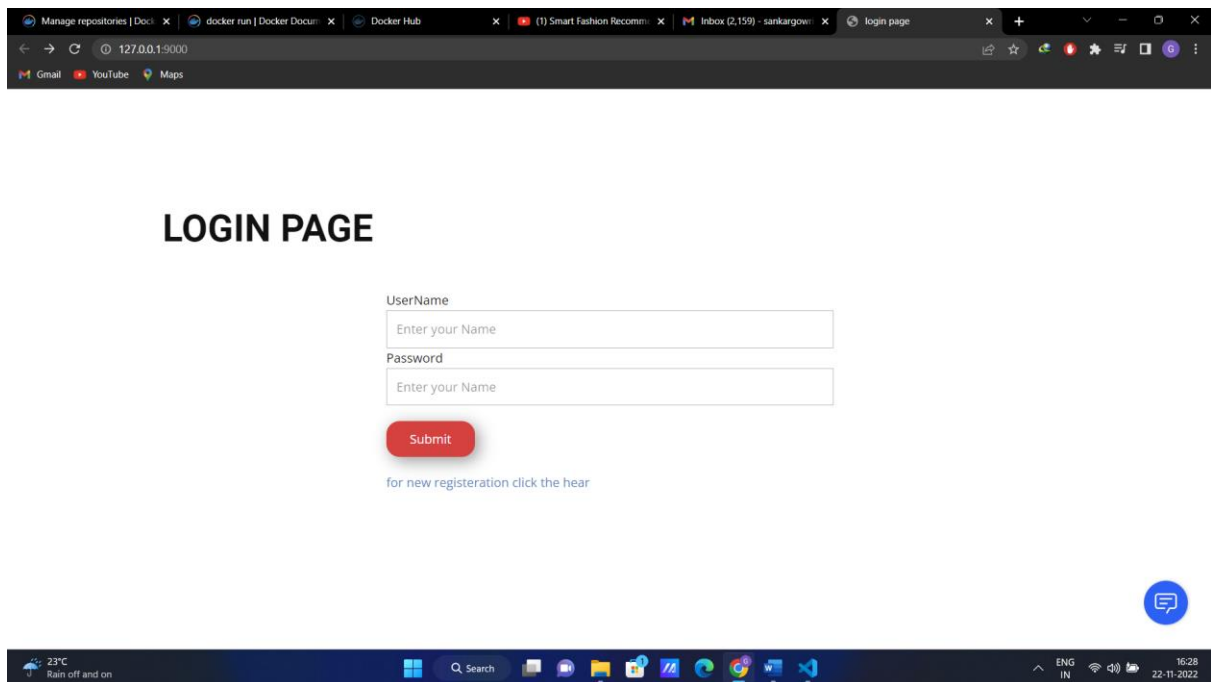 Manage repositories | Dock
docker run | Docker Docum
Docker Hub
(1) Smart Fashion Recomm
Inbox (2,159) - sankargowri
login page
127.0.0.1:9000
G
Gmail
YouTube
Maps
LOGIN PAGE
UserName
Enter your Name
Password
Enter your Name
Submit
for new registeration click the hear
23°C
Rain off and on
Search
ENG
IN
16:28
22-11-2022